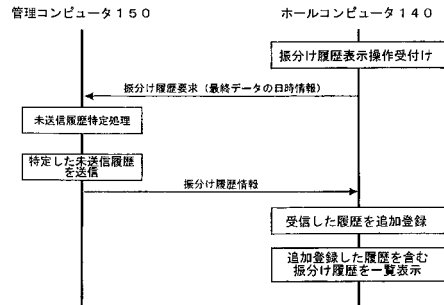 管理コンピュータ１５０
ホールコンピュータ１４０
振分け履歴表示操作受付け
振分け履歴要求（最終データの日時情報）
未送信履歴特定処理
特定した未送信履歴
を送信
振分け履歴情報
受信した履歴を追加登録
追加登録した履歴を含む
振分け履歴を一覧表示